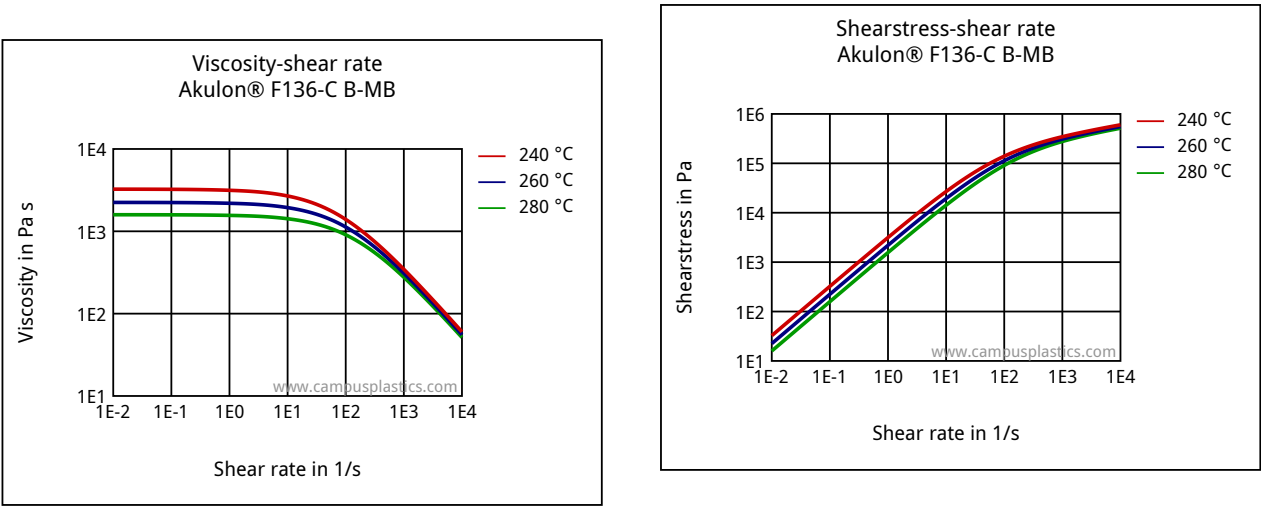 Viscosity-shear rate
Akulon® F136-C B-MB
1E4
1E3
1E2
1E1
1E-2 1E-1 1E0 1E1 1E2 1E3 1E4
Viscosity in Pa s
Shear rate in 1/s
240 °C
260 °C
280 °C
www.campusplastics.com
Shearstress-shear rate
Akulon® F136-C B-MB
1E6
1E5
1E4
1E3
1E2
1E1
1E-2 1E-1 1E0 1E1 1E2 1E3 1E4
Shearstress in Pa
Shear rate in 1/s
240 °C
260 °C
280 °C
www.campusplastics.com